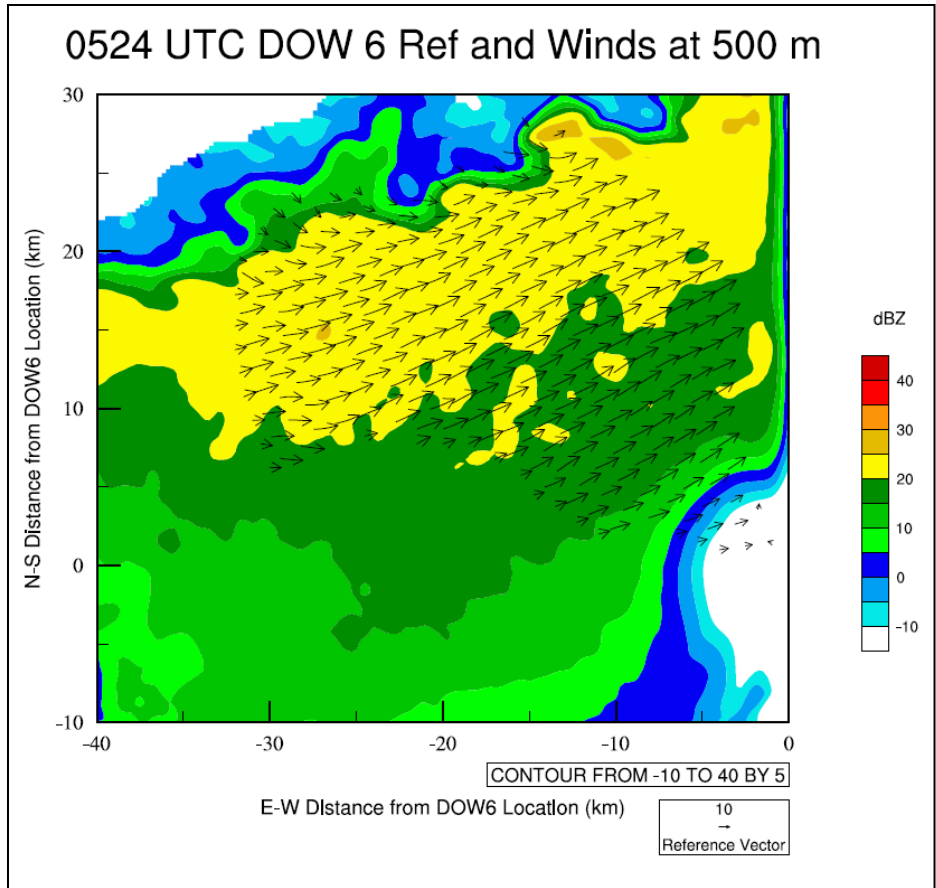 0524 UTC DOW 6 Ref and Winds at 500 m
30
20
10
0
-10
N-S Distance from DOW6 Location (km)
-40
-30
-20
-10
0
E-W Distance from DOW6 Location (km)
dBZ
40
30
20
10
0
-10
CONTOUR FROM -10 TO 40 BY 5
10
Reference Vector